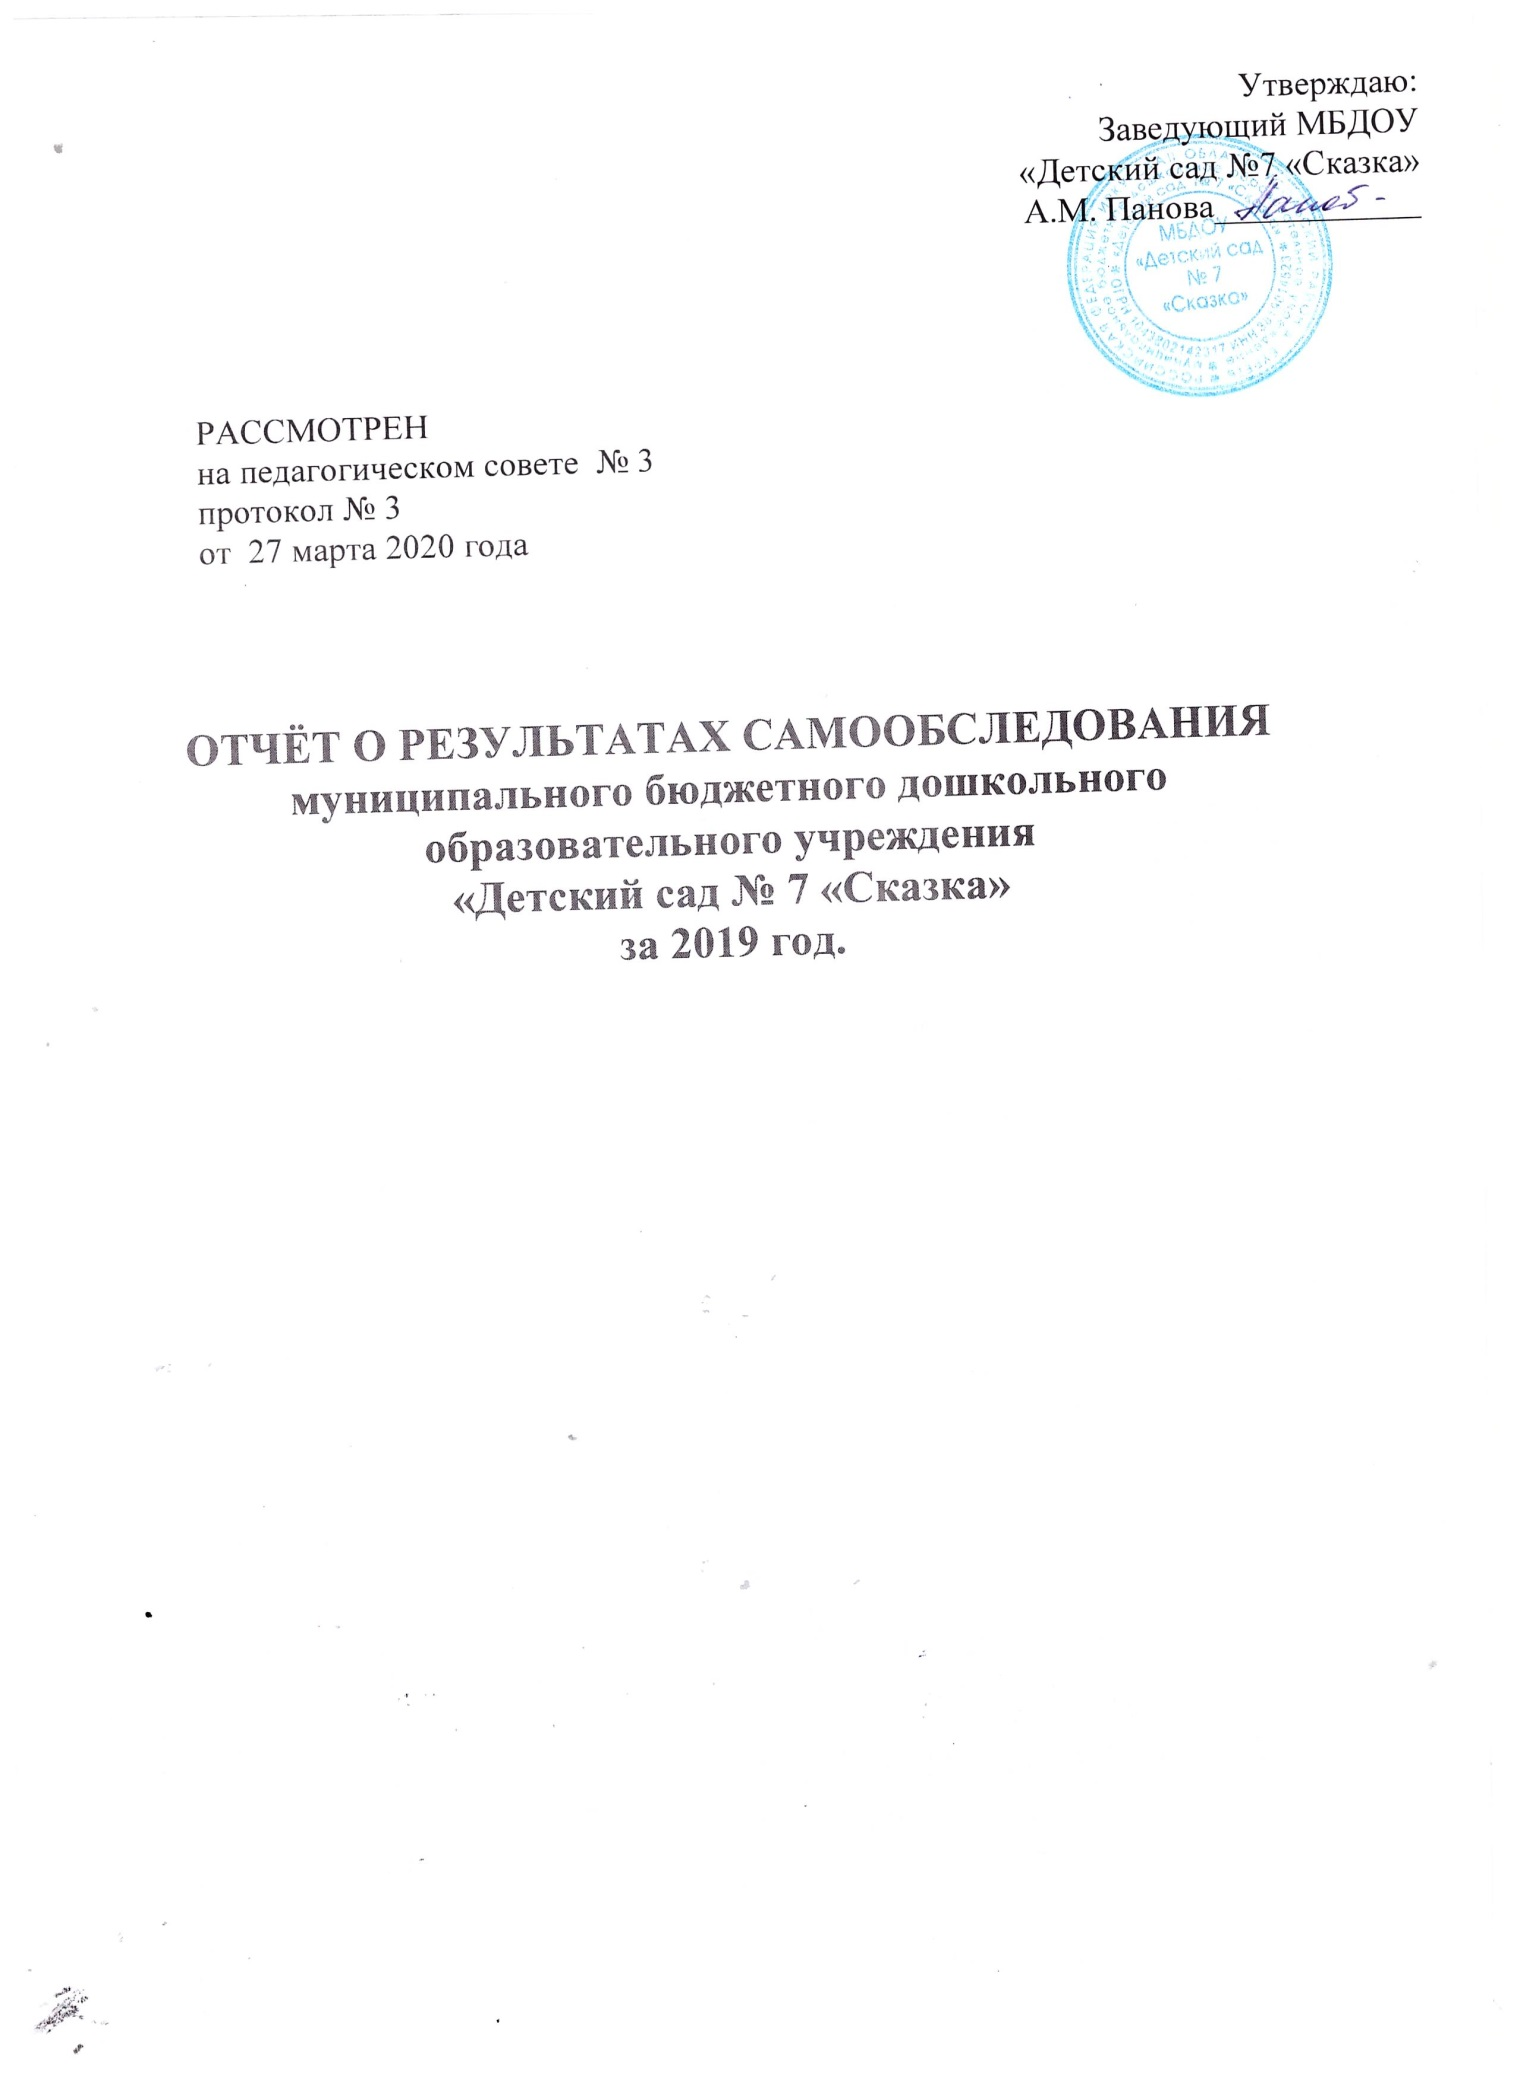 Утверждаю:
Заведующий МБДОУ
«Детский сад №7 «Сказка»
А.М. Панова
МБДОУ
«Детский сад
№ 7
«Сказка»
РАССМОТРЕН
на педагогическом совете № 3
протокол № 3
от 27 марта 2020 года
ОТЧЁТ О РЕЗУЛЬТАТАХ САМООБСЛЕДОВАНИЯ
муниципального бюджетного дошкольного
образовательного учреждения
«Детский сад № 7 «Сказка»
за 2019 год.